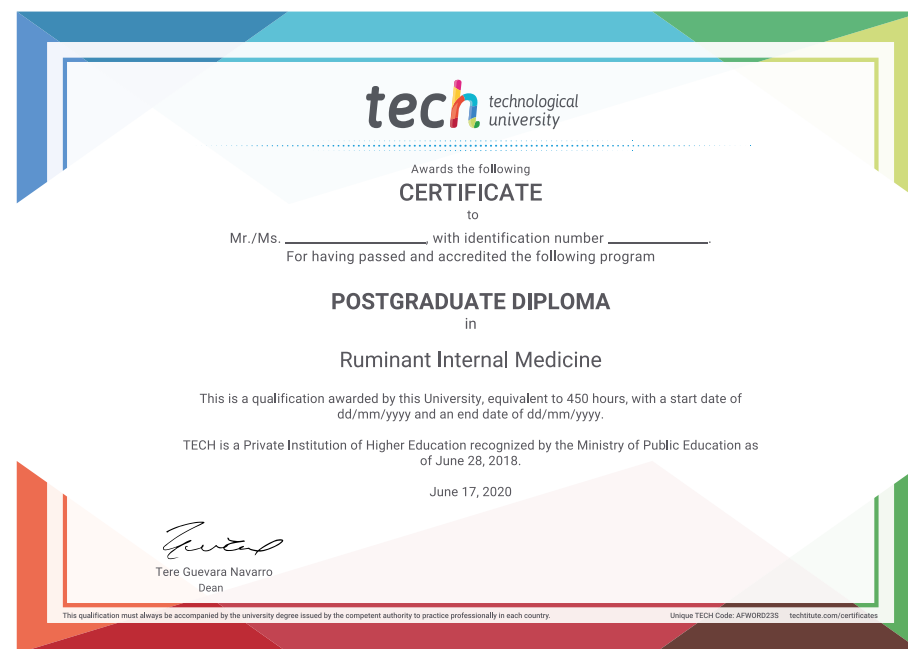 tech technological
university
Awards the following
CERTIFICATE
to
Mr./Ms. ______________, with identification number __________.
For having passed and accredited the following program
POSTGRADUATE DIPLOMA
in
Ruminant Internal Medicine
This is a qualification awarded by this University, equivalent to 450 hours, with a start date of
dd/mm/yyyy and an end date of dd/mm/yyyy.
TECH is a Private Institution of Higher Education recognized by the Ministry of Public Education as
of June 28, 2018.
June 17, 2020
Tere Guevara Navarro
Dean
This qualification must always be accompanied by the university degree issued by the competent authority to practice professionally in each country.
Unique TECH Code: AFWORD23S techtitute.com/certificates